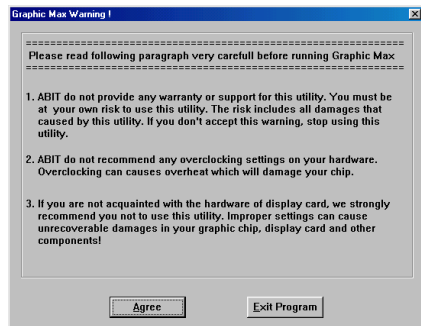 Graphic Max Warning !
===========================================================
Please read following paragraph very carefull before running Graphic Max
===========================================================
1. ABIT do not provide any warranty or support for this utility. You must be
at your own risk to use this utility. The risk includes all damages that
caused by this utility. If you don't accept this warning, stop using this
utility.
2. ABIT do not recommend any overclocking settings on your hardware.
Overclocking can causes overheat which will damage your chip.
3. If you are not acquainted with the hardware of display card, we strongly
recommend you not to use this utility. Improper settings can cause
unrecoverable damages in your graphic chip, display card and other
components!
Agree
Exit Program